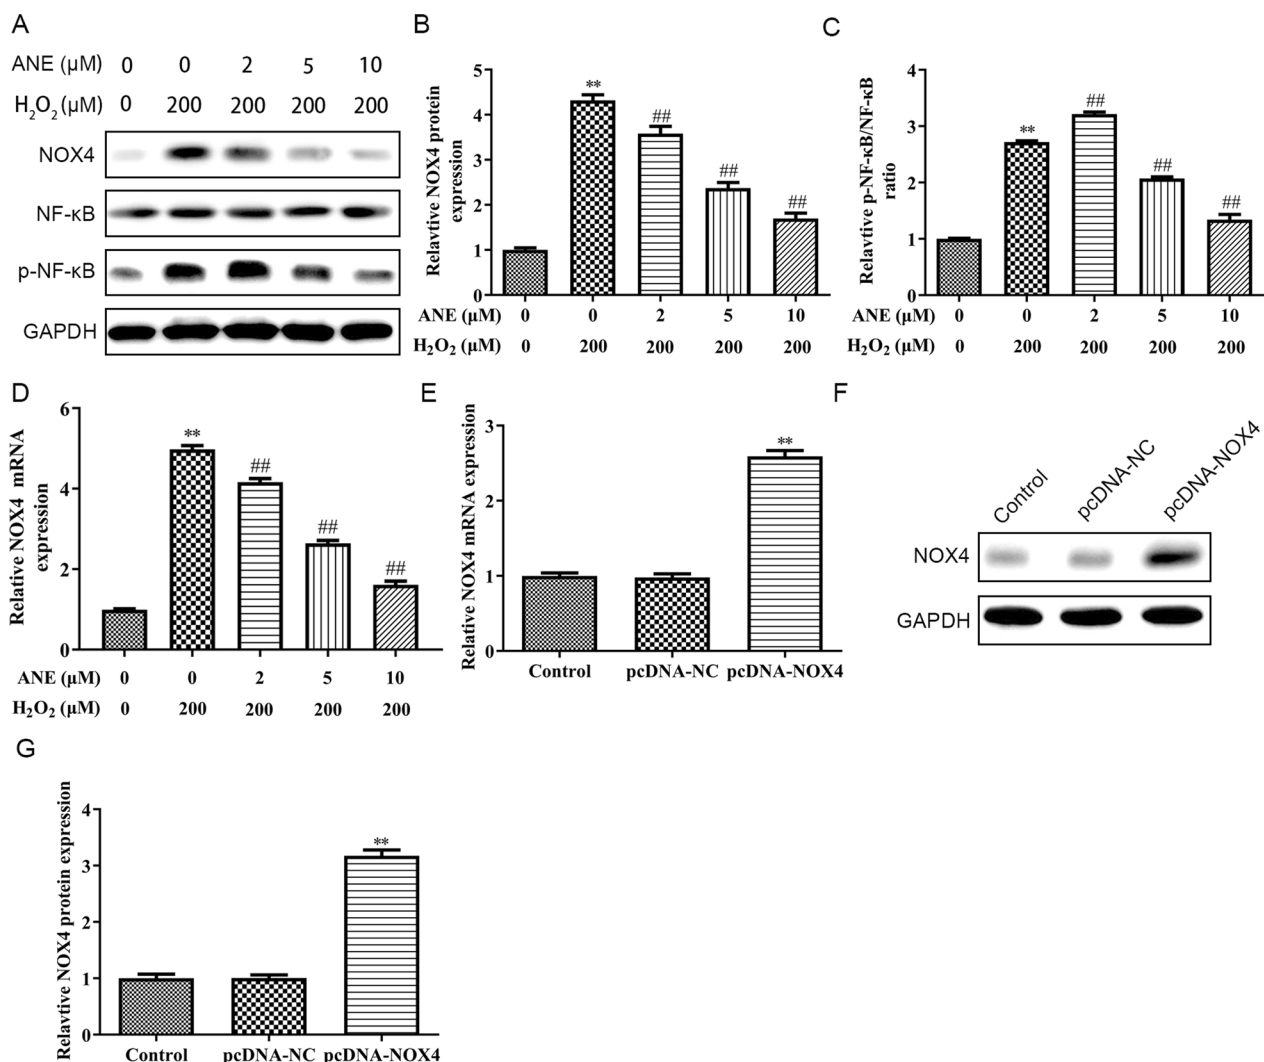 A
ANE (μM) 0 0 2 5 10
H₂O₂ (μM) 0 200 200 200 200
NOX4
NF-κB
p-NF-κB
GAPDH
B
Relavtive NOX4 protein
expression
5
4
3
2
1
0
**
##
##
##
ANE (μM) 0 0 2 5 10
H₂O₂ (μM) 0 200 200 200 200
C
Relavtive p-NF-κB/NF-κB
ratio
4
3
2
1
0
**
##
##
##
ANE (μM) 0 0 2 5 10
H₂O₂ (μM) 0 200 200 200 200
D
Relative NOX4 mRNA
expression
6
4
2
0
**
##
##
##
ANE (μM) 0 0 2 5 10
H₂O₂ (μM) 0 200 200 200 200
E
Relative NOX4 mRNA expression
3
2
1
0
**
Control pcDNA-NC pcDNA-NOX4
F
Control pcDNA-NC pcDNA-NOX4
NOX4
GAPDH
G
Relavtive NOX4 protein expression
4
3
2
1
0
**
Control pcDNA-NC pcDNA-NOX4